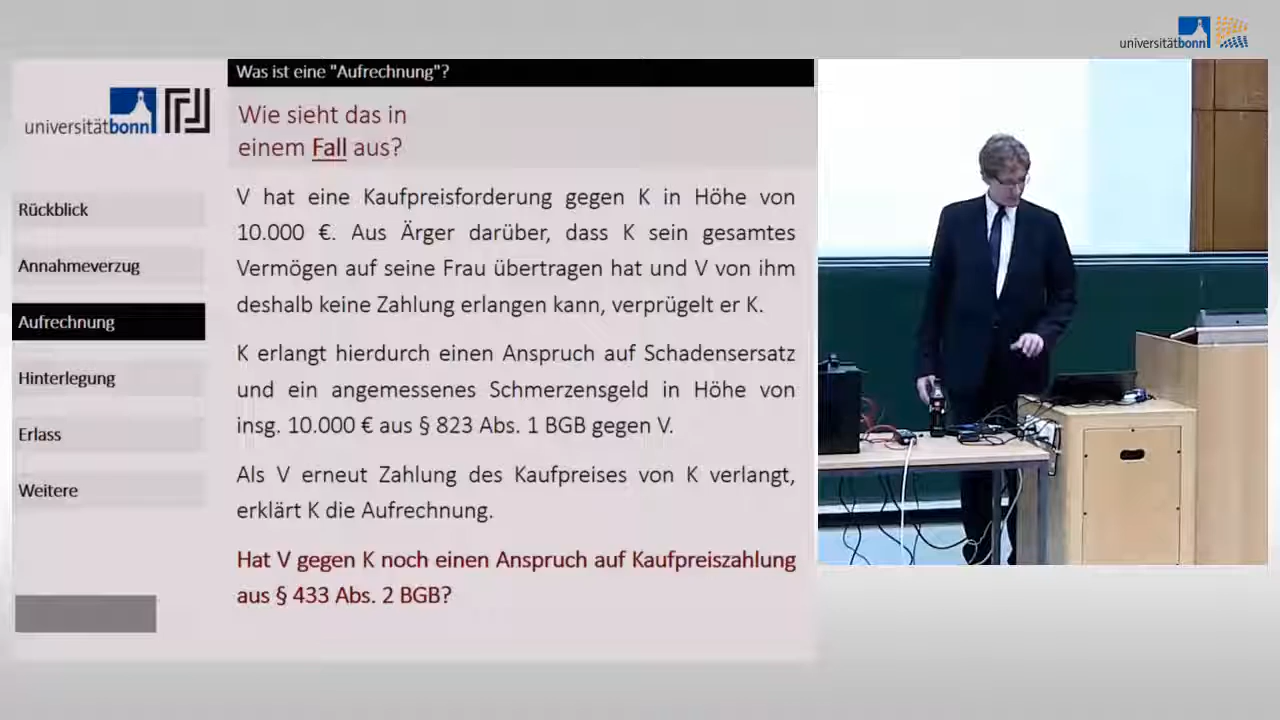 universitätbonn
Was ist eine "Aufrechnung"?
universitätbonn
Wie sieht das in
einem Fall aus?
Rückblick
Annahmeverzug
Aufrechnung
Hinterlegung
Erlass
Weitere
V hat eine Kaufpreisforderung gegen K in Höhe von
10.000 €. Aus Ärger darüber, dass K sein gesamtes
Vermögen auf seine Frau übertragen hat und V von ihm
deshalb keine Zahlung erlangen kann, verprügelt er K.
K erlangt hierdurch einen Anspruch auf Schadensersatz
und ein angemessenes Schmerzensgeld in Höhe von
insg. 10.000 € aus § 823 Abs. 1 BGB gegen V.
Als V erneut Zahlung des Kaufpreises von K verlangt,
erklärt K die Aufrechnung.
Hat V gegen K noch einen Anspruch auf Kaufpreiszahlung
aus § 433 Abs. 2 BGB?